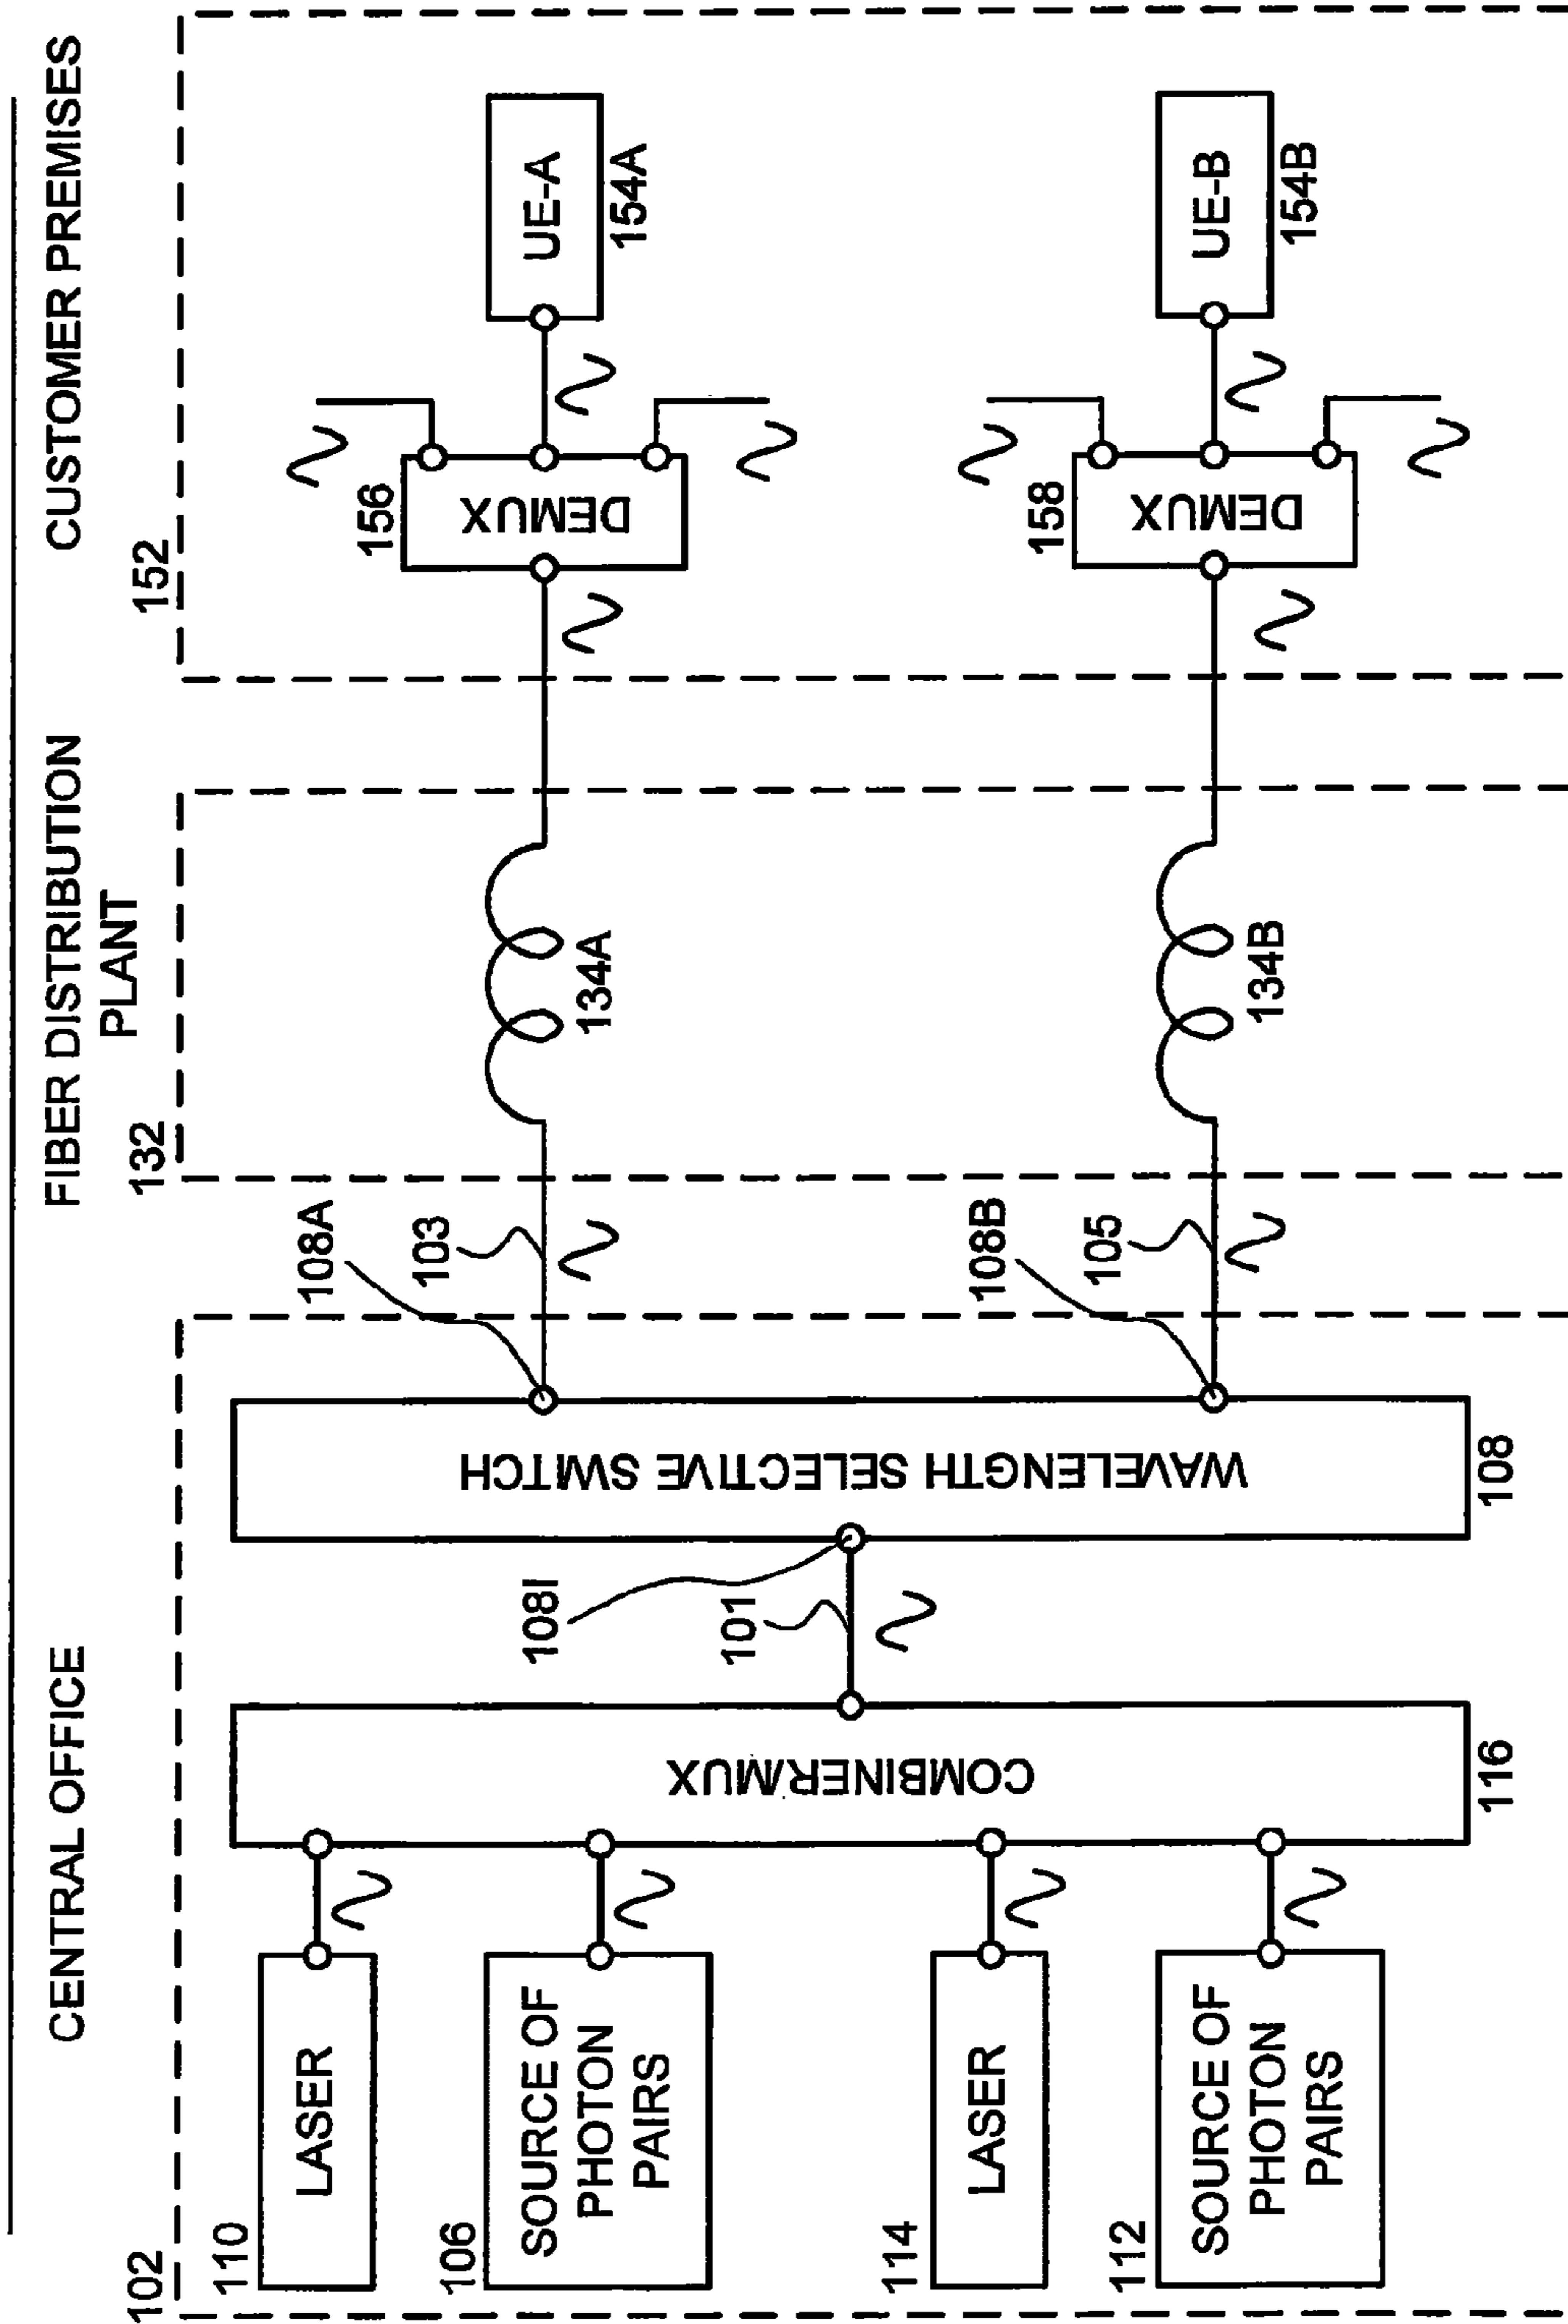 CENTRAL OFFICE
FIBER DISTRIBUTION
PLANT
CUSTOMER PREMISES
102
132
152
110
LASER
106
SOURCE OF
PHOTON
PAIRS
114
LASER
112
SOURCE OF
PHOTON
PAIRS
COMBINER/MUX
116
108I
101
WAVELENGTH SELECTIVE SWITCH
108
108A
103
108B
105
134A
134B
156
DEMUX
158
DEMUX
UE-A
154A
UE-B
154B